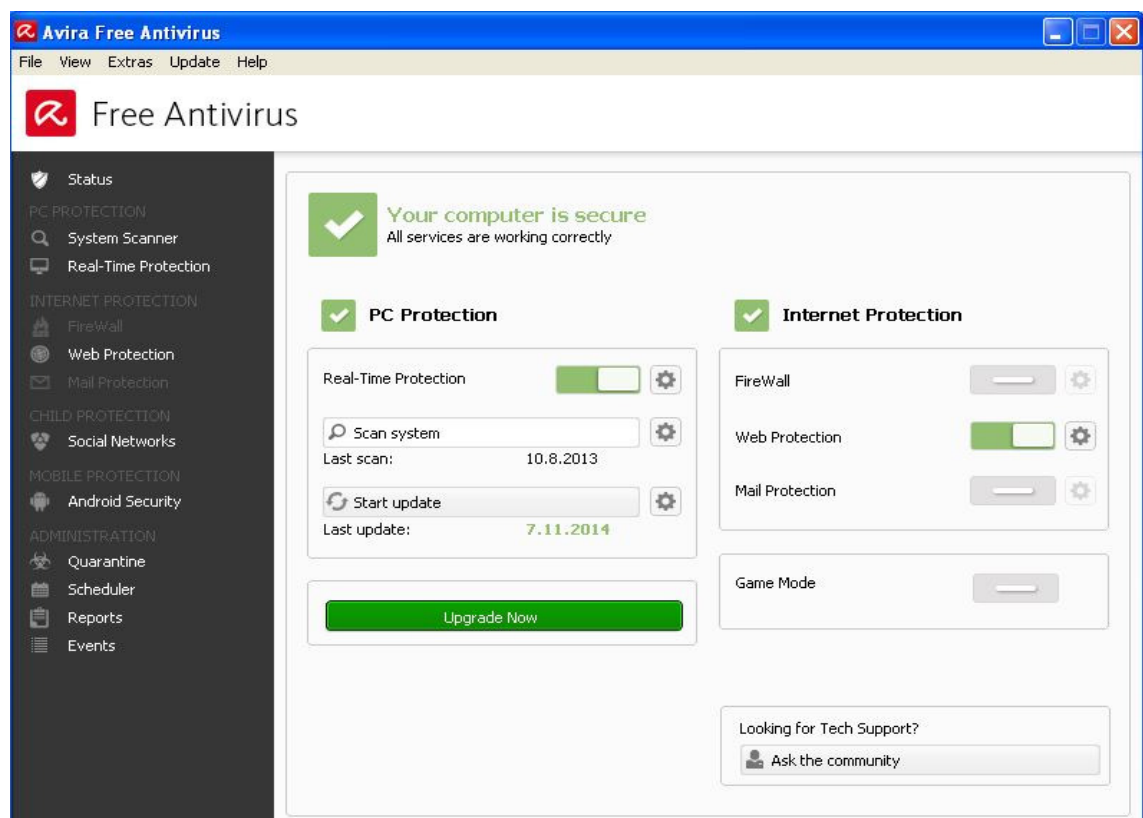 Avira Free Antivirus
File View Extras Update Help
Free Antivirus
Status
PC PROTECTION
System Scanner
Real-Time Protection
INTERNET PROTECTION
FireWall
Web Protection
Mail Protection
CHILD PROTECTION
Social Networks
MOBILE PROTECTION
Android Security
ADMINISTRATION
Quarantine
Scheduler
Reports
Events
Your computer is secure
All services are working correctly
PC Protection
Real-Time Protection
Scan system
Last scan: 10.8.2013
Start update
Last update: 7.11.2014
Upgrade Now
Internet Protection
FireWall
Web Protection
Mail Protection
Game Mode
Looking for Tech Support?
Ask the community